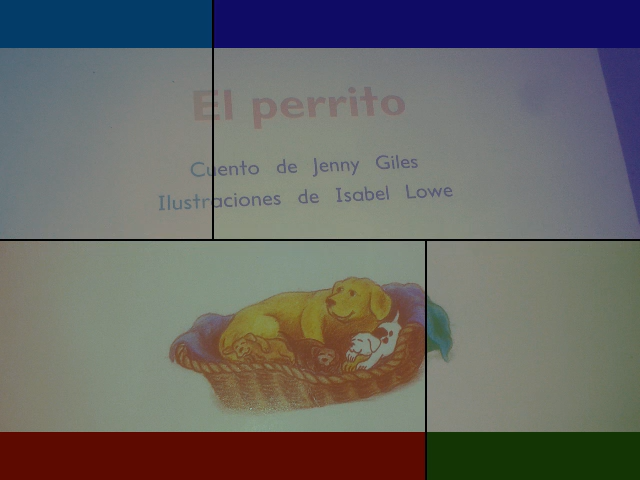 El perrito
Cuento de Jenny Giles
Ilustraciones de Isabel Lowe